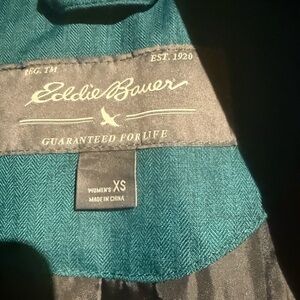 REG. TM
EST. 1920
Eddie Bauer
GUARANTEED FOR LIFE
WOMEN'S XS
MADE IN CHINA